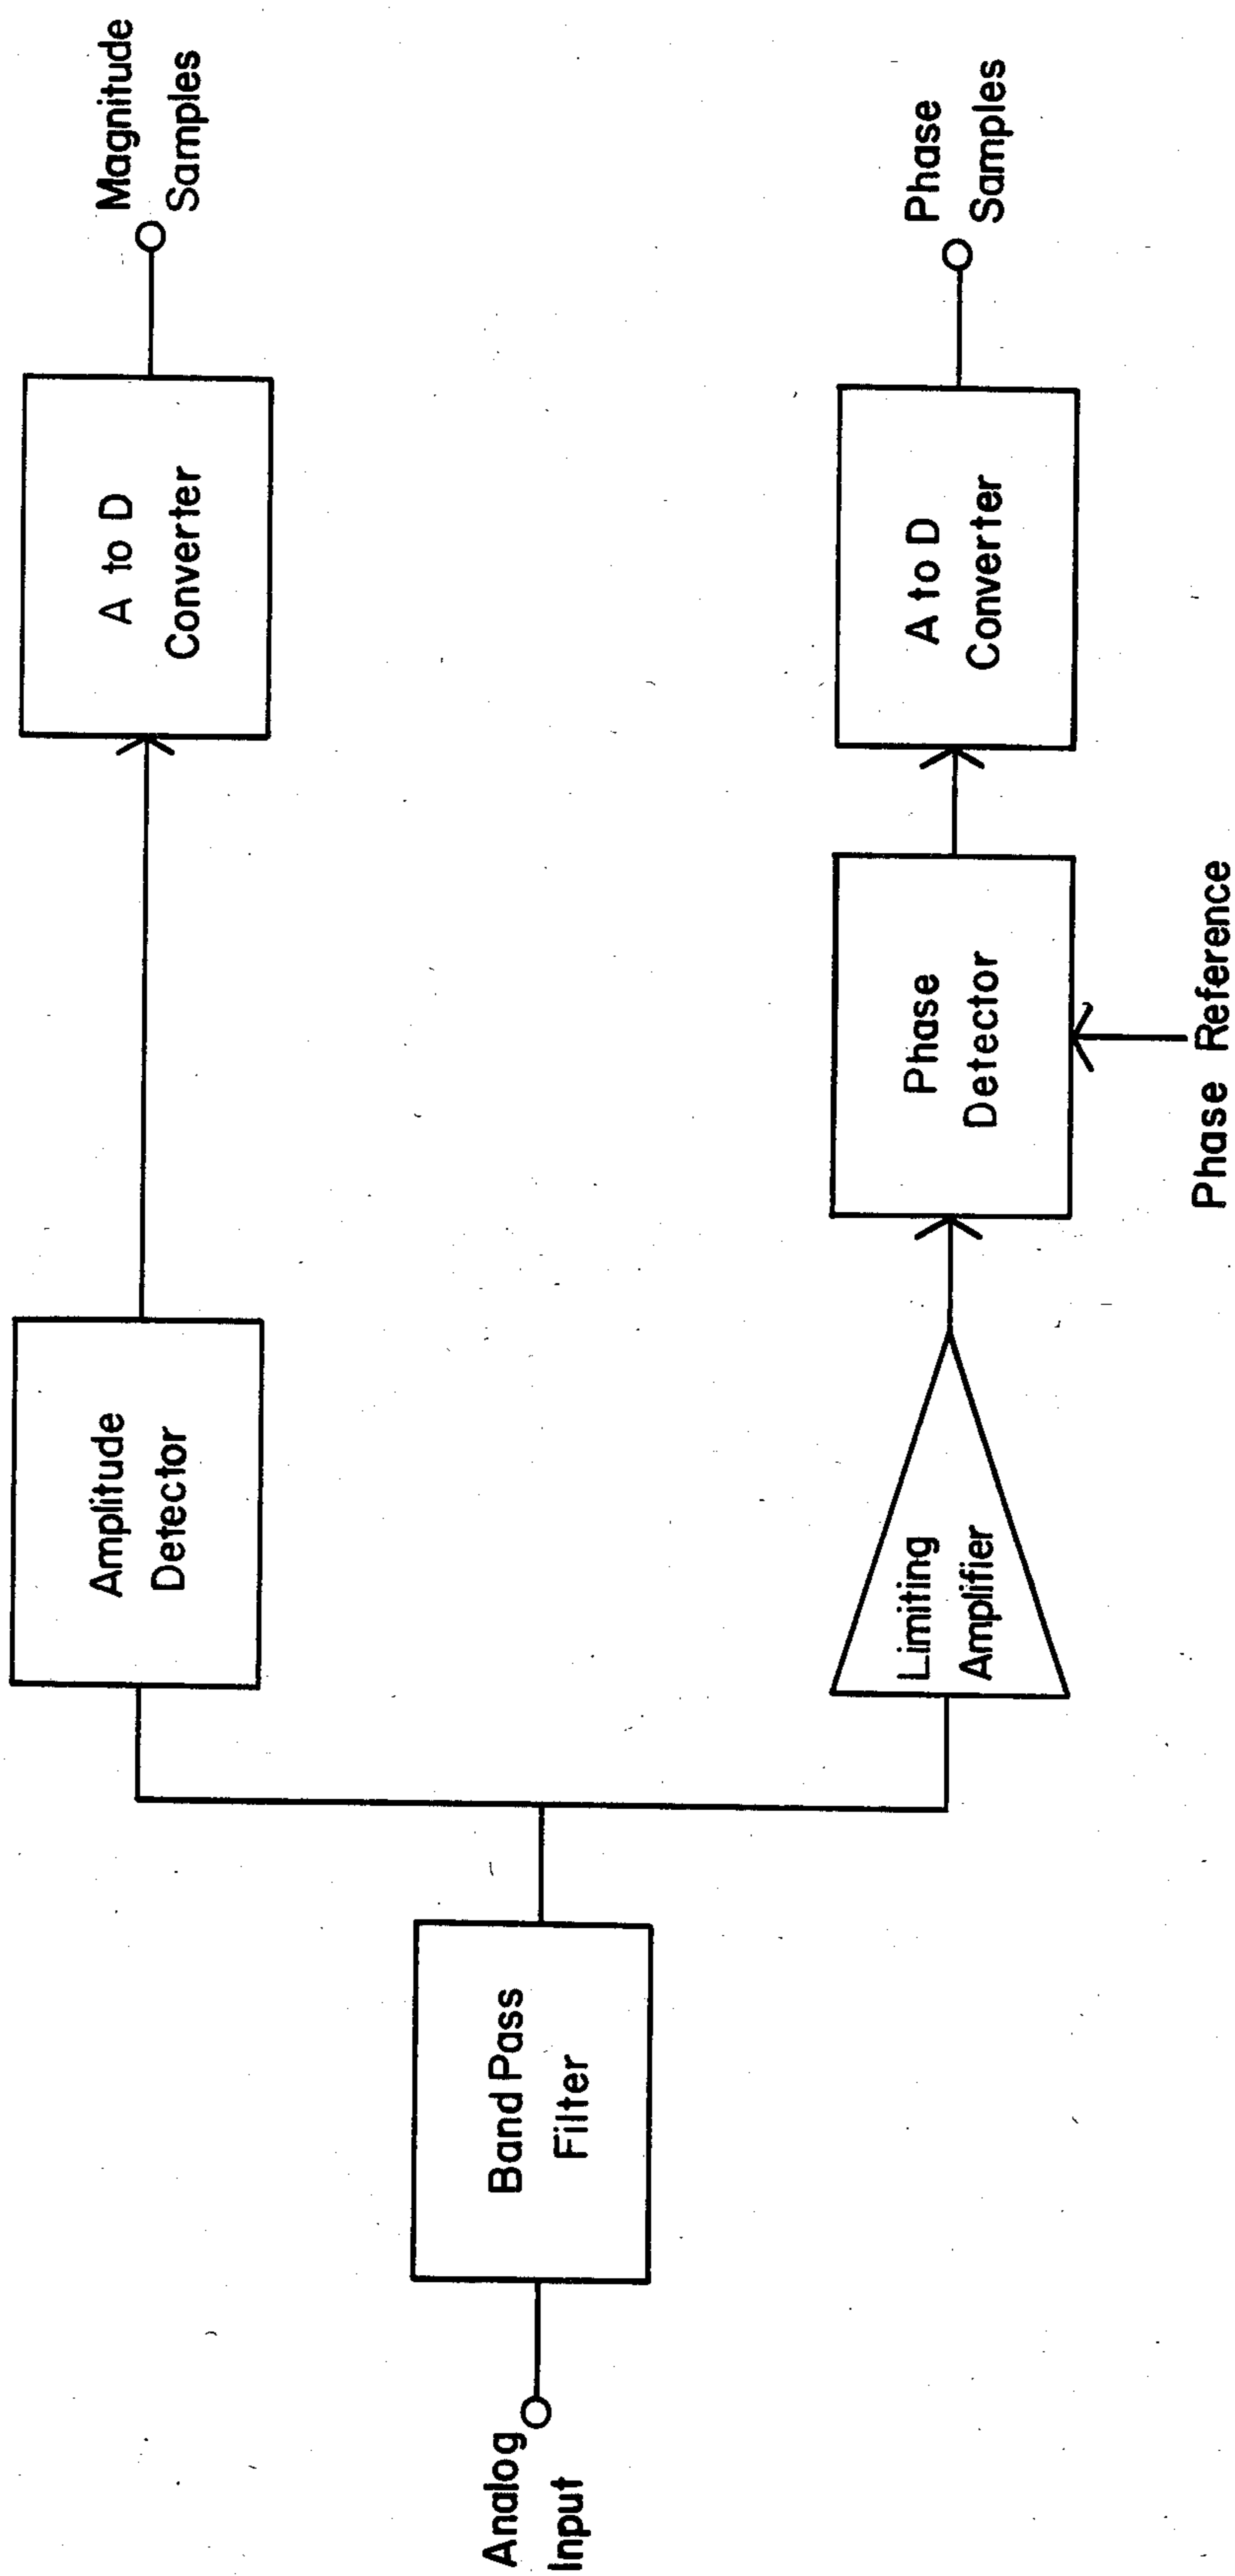 Analog
Input
Band Pass
Filter
Amplitude
Detector
A to D
Converter
Magnitude
Samples
Limiting
Amplifier
Phase
Detector
Phase Reference
A to D
Converter
Phase
Samples